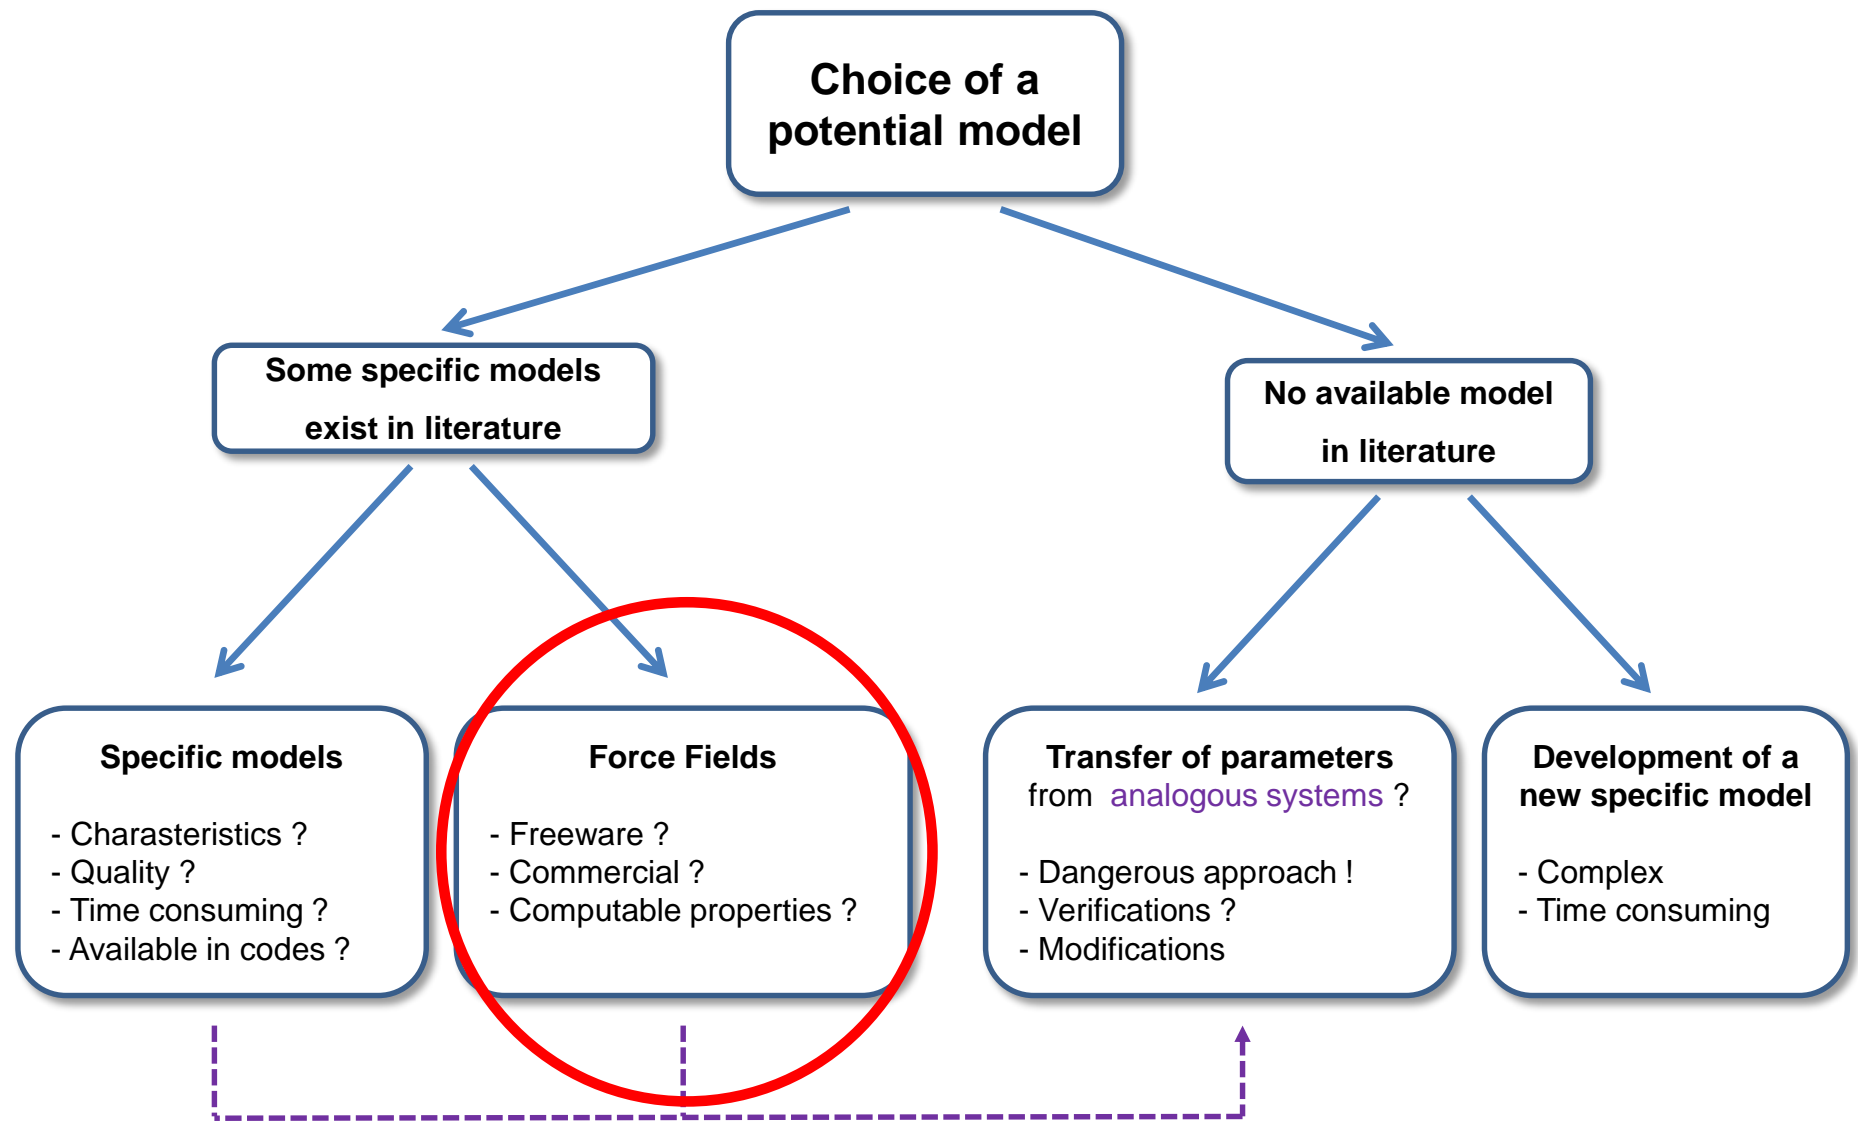 Choice of a
potential model
Some specific models
exist in literature
No available model
in literature
Specific models
- Charasteristics ?
- Quality ?
- Time consuming ?
- Available in codes ?
Force Fields
- Freeware ?
- Commercial ?
- Computable properties ?
Transfer of parameters
from analogous systems ?
- Dangerous approach !
- Verifications ?
- Modifications
Development of a
new specific model
- Complex
- Time consuming